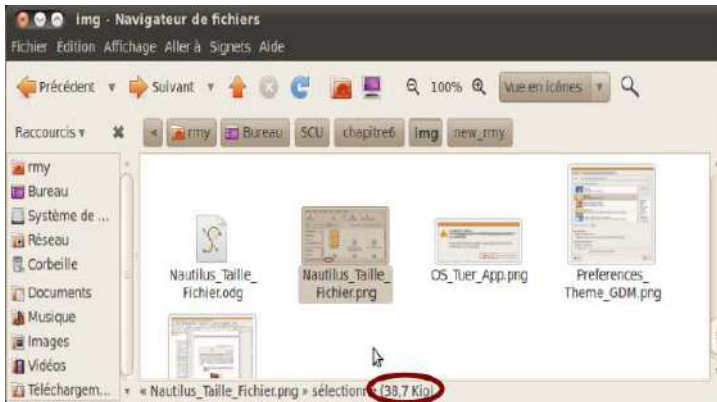 img - Navigateur de fichiers
Fichier Édition Affichage Aller à Signets Aide
Précédent Suivant 100% Vue en icônes
Raccourcis rmy Bureau SCU chapitre6 img new_rmy
rmy
Bureau
Système de ...
Réseau
Corbeille
Documents
Musique
Images
Vidéos
Téléchargem...
Nautilus_Taille_
Fichier.odg
Nautilus_Taille_
Fichier.png
OS_Tuer_App.png
Preferences_
Theme_GDM.png
« Nautilus_Taille_Fichier.png » sélectionné (38,7 Kio)